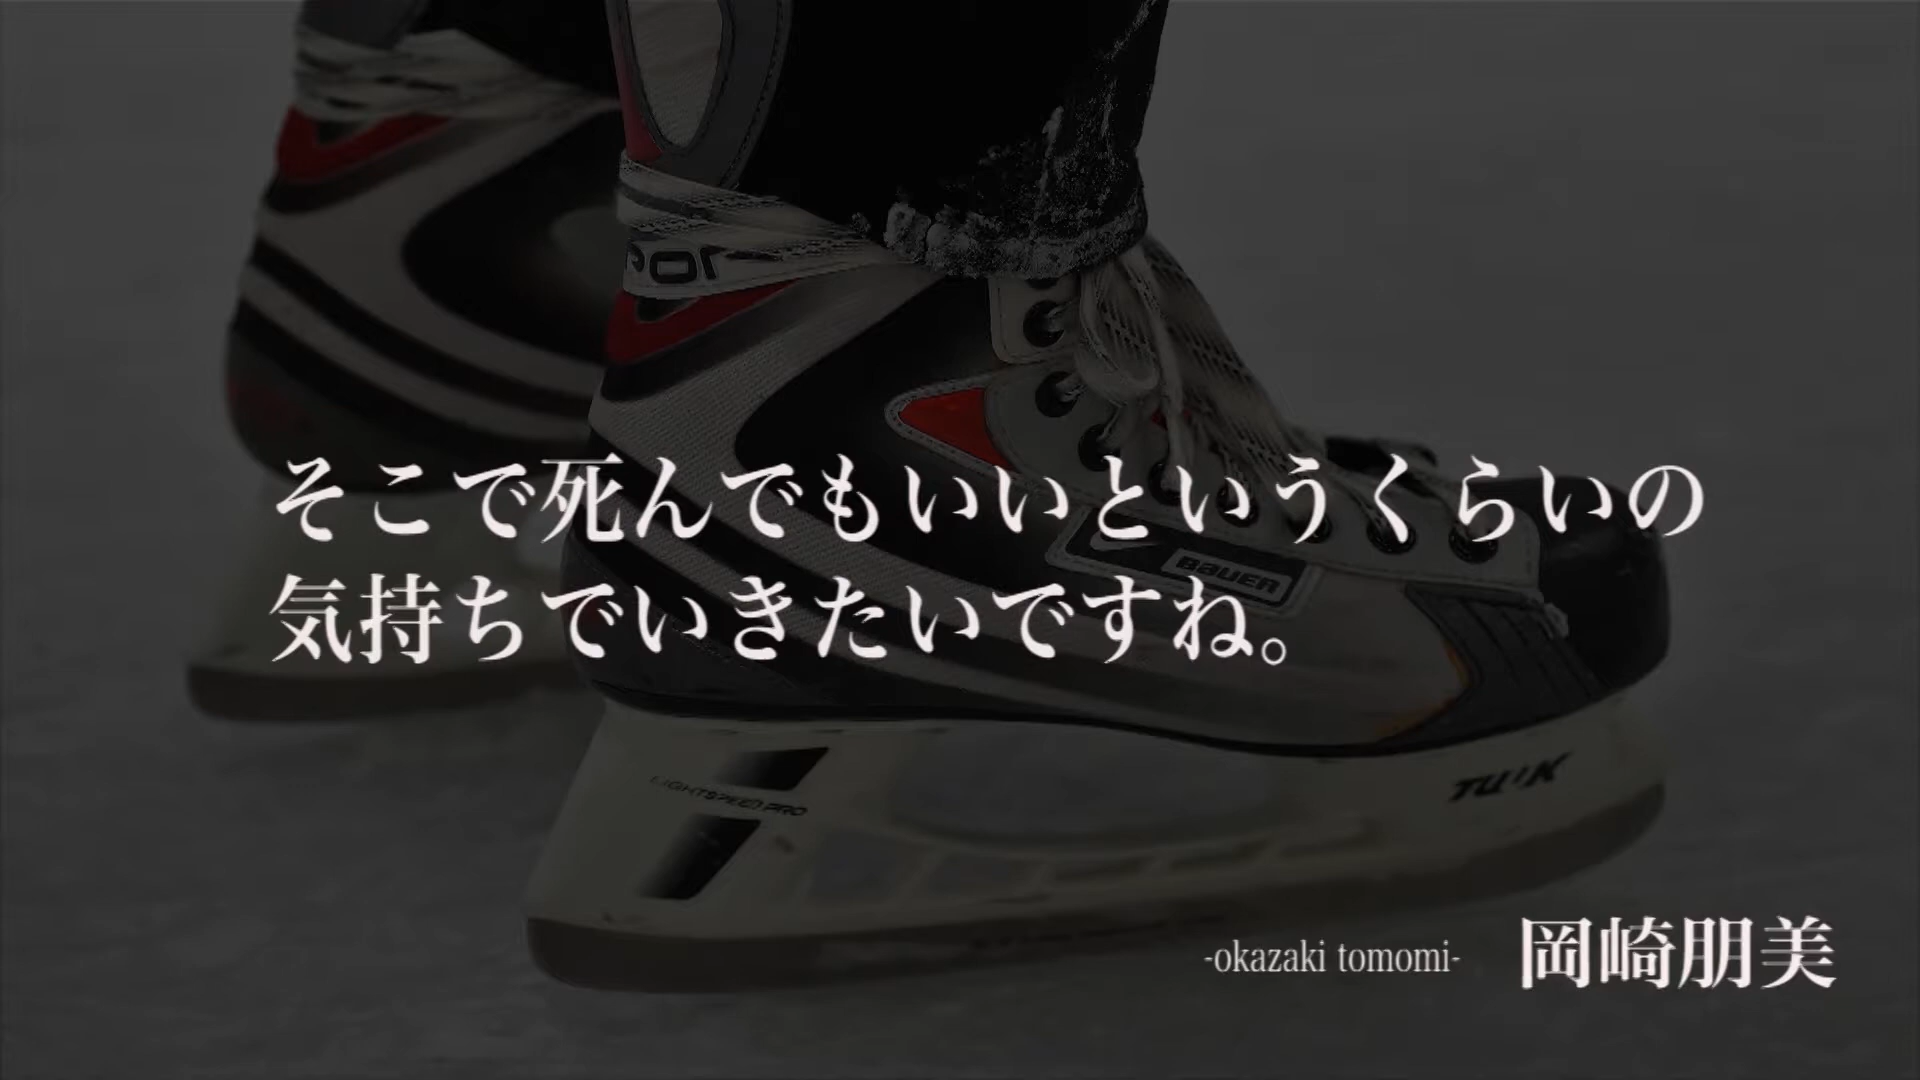 そこで死んでもいいというくらいの
気持ちでいきたいですね。
BAUER
LIGHTSPEED PRO
TUUK
-okazaki tomomi- 岡崎朋美